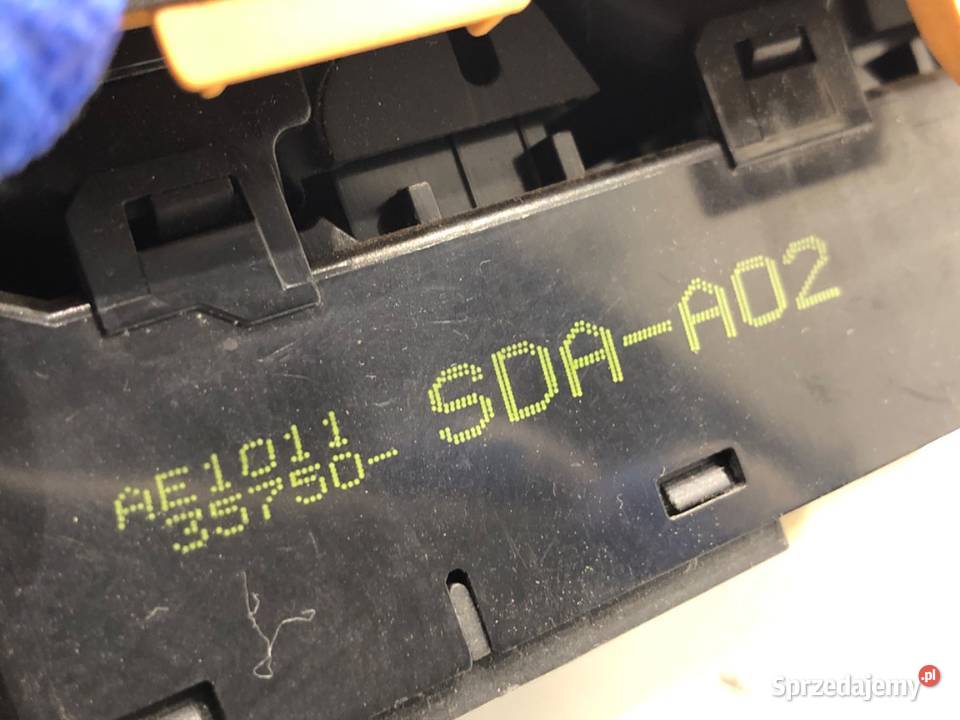 AE1011
35750- SDA-A02
Sprzedajemy.pl